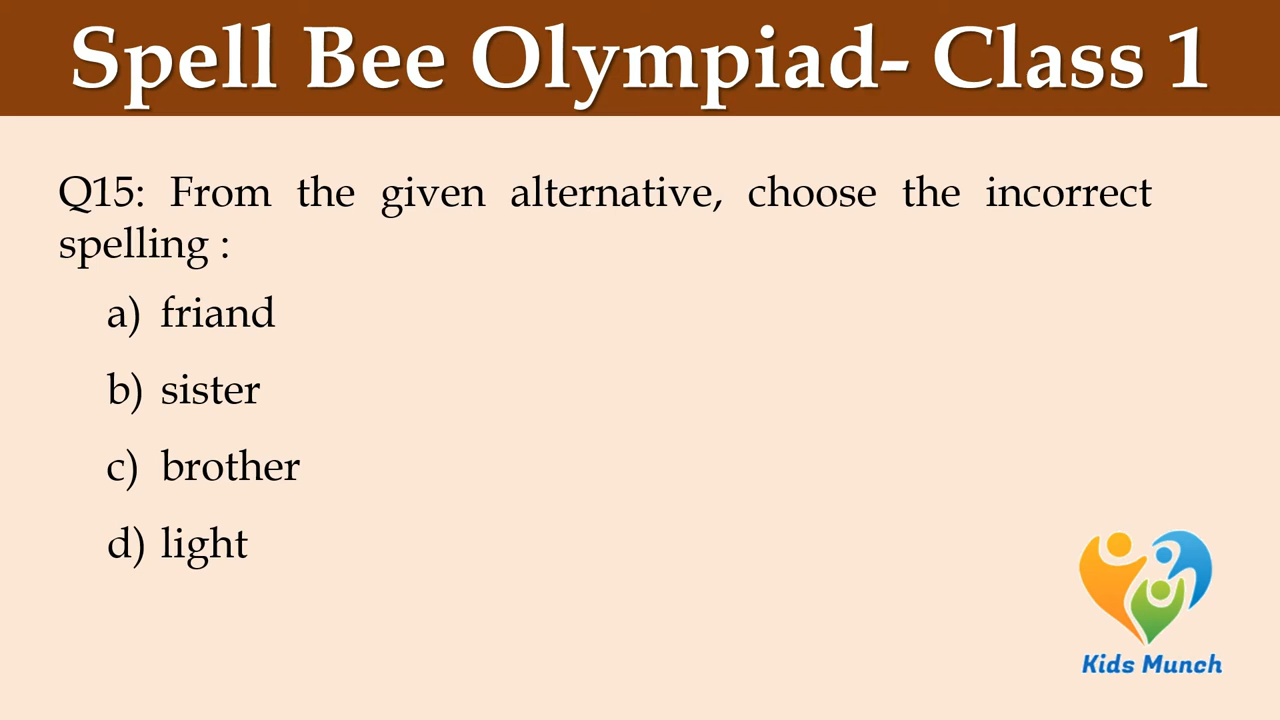 Spell Bee Olympiad- Class 1
Q15: From the given alternative, choose the incorrect
spelling :
a) friand
b) sister
c) brother
d) light
Kids Munch